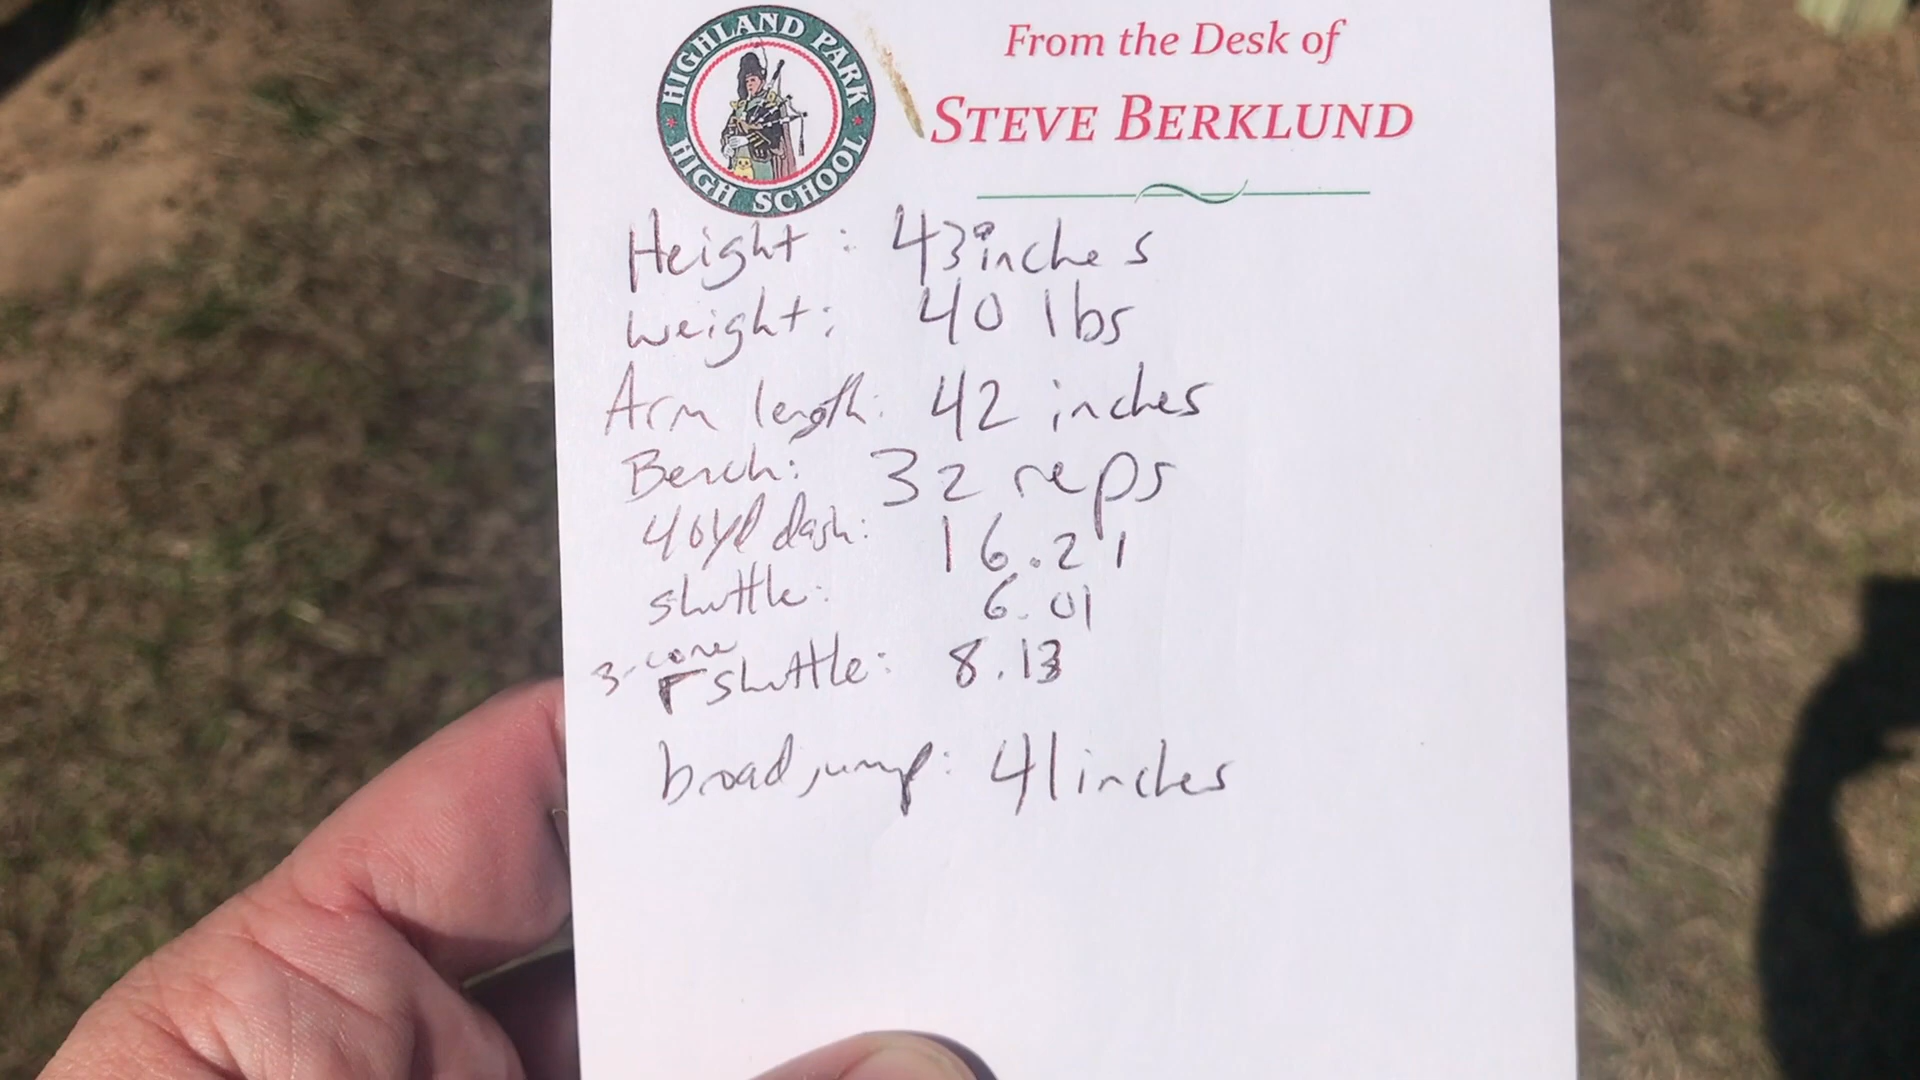 HIGHLAND PARK
HIGH SCHOOL
From the Desk of
STEVE BERKLUND
Height: 43 inches
weight: 40 lbs
Arm length: 42 inches
Bench: 32 reps
40yd dash: 16.21
shuttle: 6.01
3-cone
shuttle: 8.13
broad jump: 41 inches